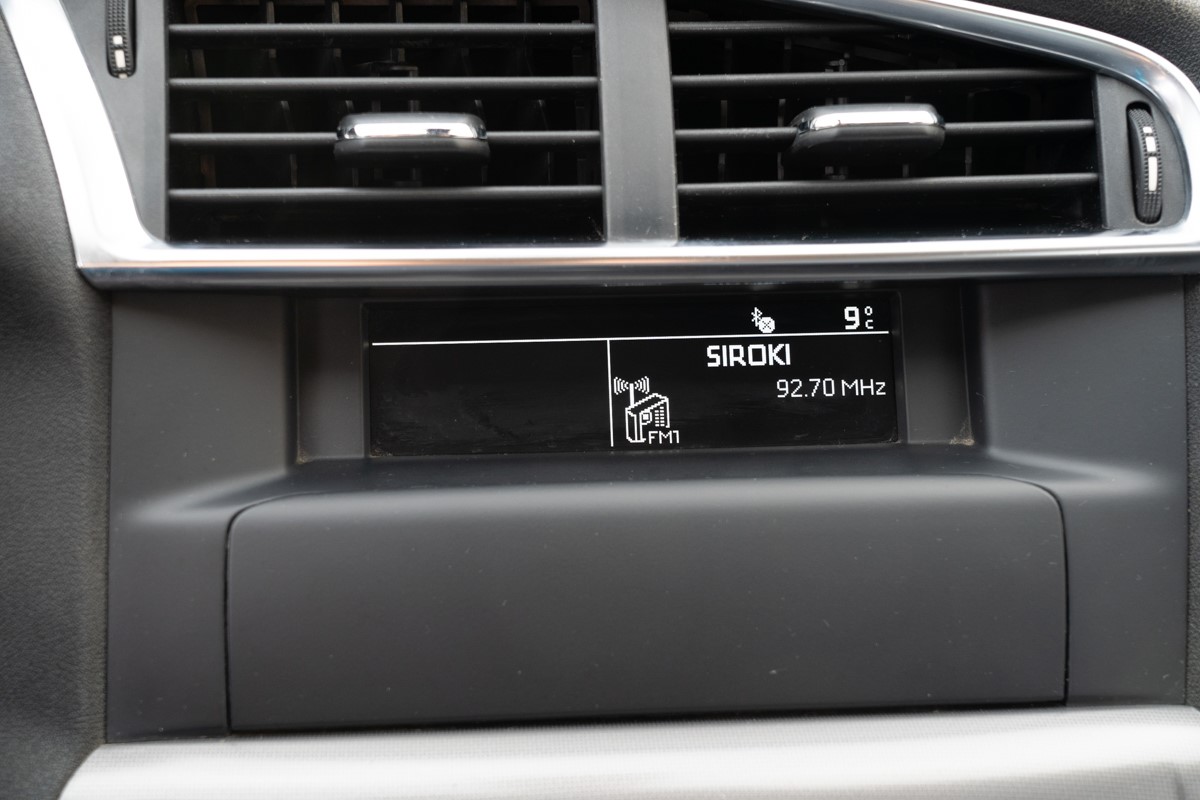 9°C
SIROKI
92.70 MHz
FM1